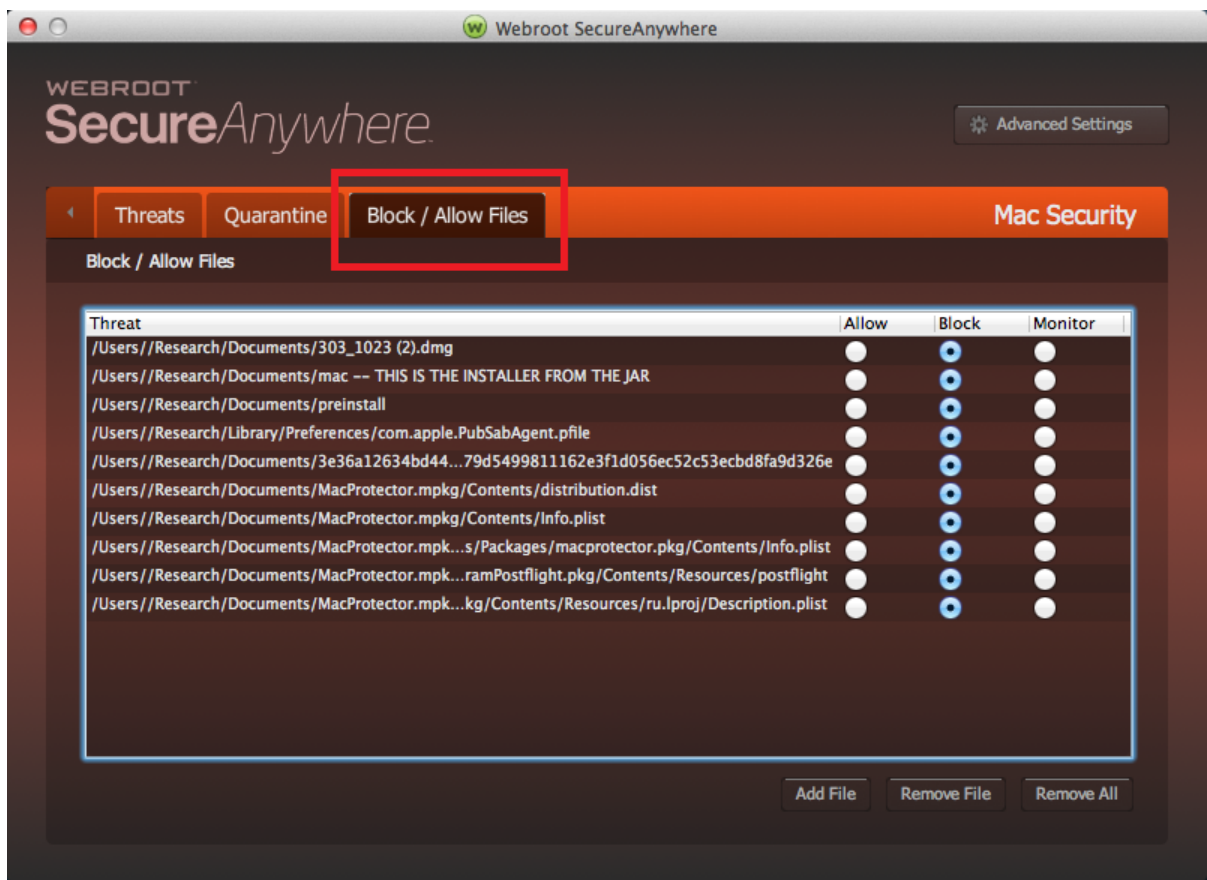 Webroot SecureAnywhere
WEBROOT
SecureAnywhere
Advanced Settings
Threats Quarantine Block / Allow Files Mac Security
Block / Allow Files
Threat Allow Block Monitor
/Users//Research/Documents/303_1023 (2).dmg
/Users//Research/Documents/mac -- THIS IS THE INSTALLER FROM THE JAR
/Users//Research/Documents/preinstall
/Users//Research/Library/Preferences/com.apple.PubSabAgent.pfile
/Users//Research/Documents/3e36a12634bd44...79d5499811162e3f1d056ec52c53ecbd8fa9d326e
/Users//Research/Documents/MacProtector.mpkg/Contents/distribution.dist
/Users//Research/Documents/MacProtector.mpkg/Contents/Info.plist
/Users//Research/Documents/MacProtector.mpk...s/Packages/macprotector.pkg/Contents/Info.plist
/Users//Research/Documents/MacProtector.mpk...ramPostflight.pkg/Contents/Resources/postflight
/Users//Research/Documents/MacProtector.mpk...kg/Contents/Resources/ru.lproj/Description.plist
Add File Remove File Remove All